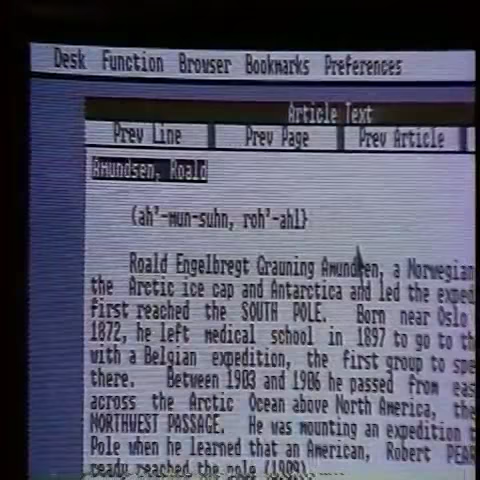 Desk Function Browser Bookmarks Preferences
Article Text
Prev Line Prev Page Prev Article
Amundsen, Roald
(ah'-mun-suhn, roh'-ahl}
Roald Engelbregt Grauning Amundsen, a Norwegian
the Arctic ice cap and Antarctica and led the exped
first reached the SOUTH POLE. Born near Oslo
1872, he left medical school in 1897 to go to th
with a Belgian expedition, the first group to spe
there. Between 1903 and 1906 he passed from eas
across the Arctic Ocean above North America, the
NORTHWEST PASSAGE. He was mounting an expedition t
Pole when he learned that an American, Robert PEAR
ready reached the pole (1909).